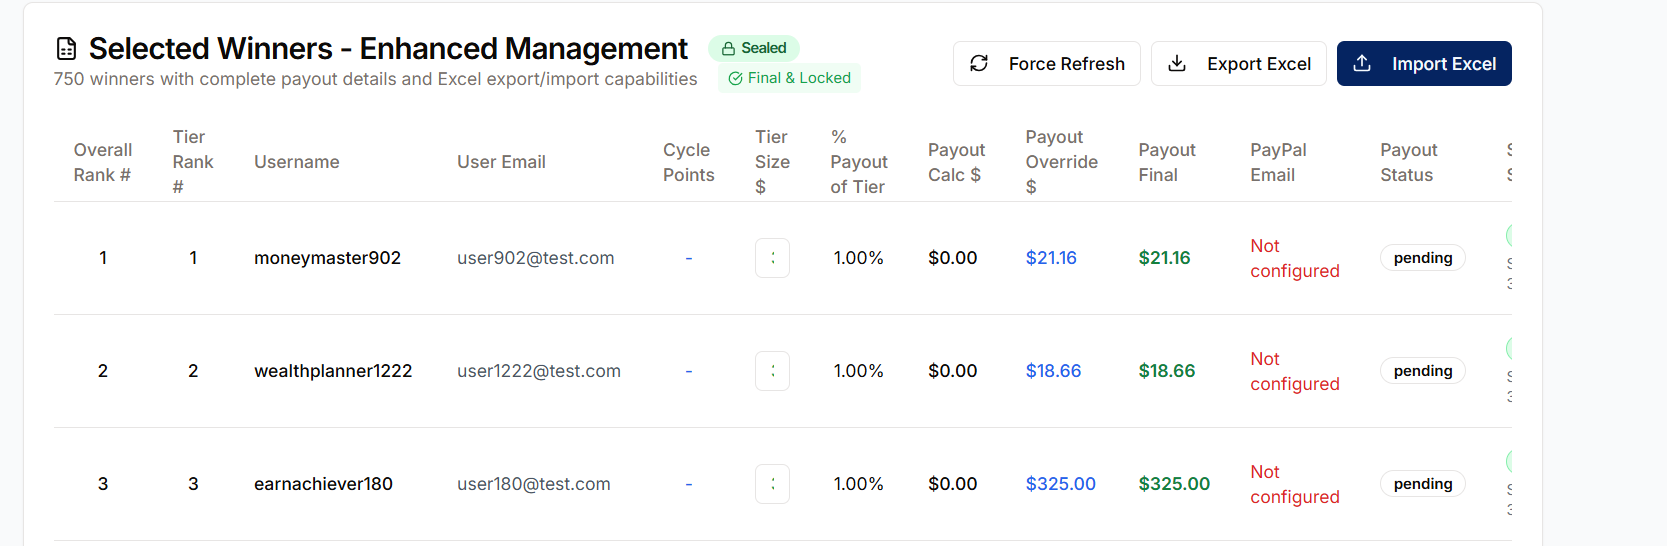 Selected Winners - Enhanced Management
Sealed
750 winners with complete payout details and Excel export/import capabilities
Final & Locked
Force Refresh
Export Excel
Import Excel
Overall Rank #
Tier Rank #
Username
User Email
Cycle Points
Tier Size $
% Payout of Tier
Payout Calc $
Payout Override $
Payout Final
PayPal Email
Payout Status
1 1 moneymaster902 user902@test.com - 1.00% $0.00 $21.16 $21.16 Not configured pending
2 2 wealthplanner1222 user1222@test.com - 1.00% $0.00 $18.66 $18.66 Not configured pending
3 3 earnachiever180 user180@test.com - 1.00% $0.00 $325.00 $325.00 Not configured pending